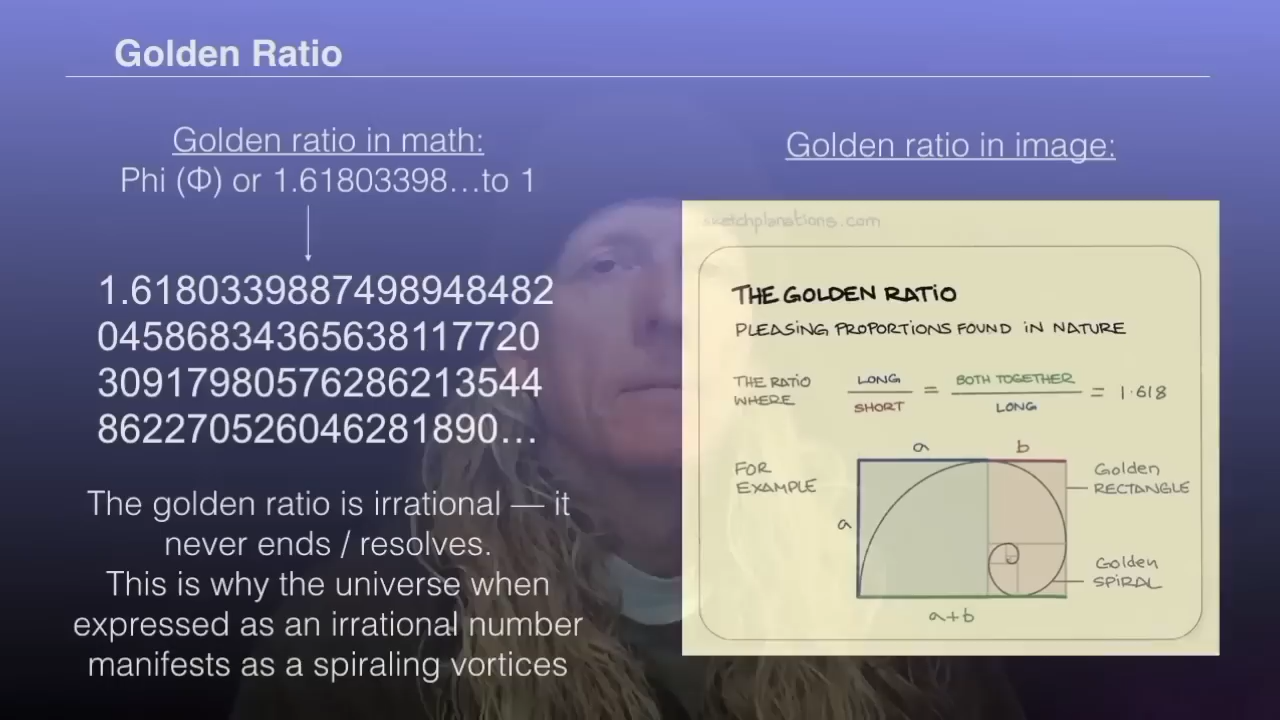 Golden Ratio
Golden ratio in math:
Phi (Φ) or 1.61803398...to 1
1.6180339887498948482
04586834365638117720
30917980576286213544
862270526046281890...
The golden ratio is irrational — it
never ends / resolves.
This is why the universe when
expressed as an irrational number
manifests as a spiraling vortices
Golden ratio in image:
sketchplanations.com
THE GOLDEN RATIO
PLEASING PROPORTIONS FOUND IN NATURE
THE RATIO
WHERE
LONG
SHORT
=
BOTH TOGETHER
LONG
= 1.618
FOR
EXAMPLE
a
b
a
a+b
Golden
RECTANGLE
Golden
SPIRAL